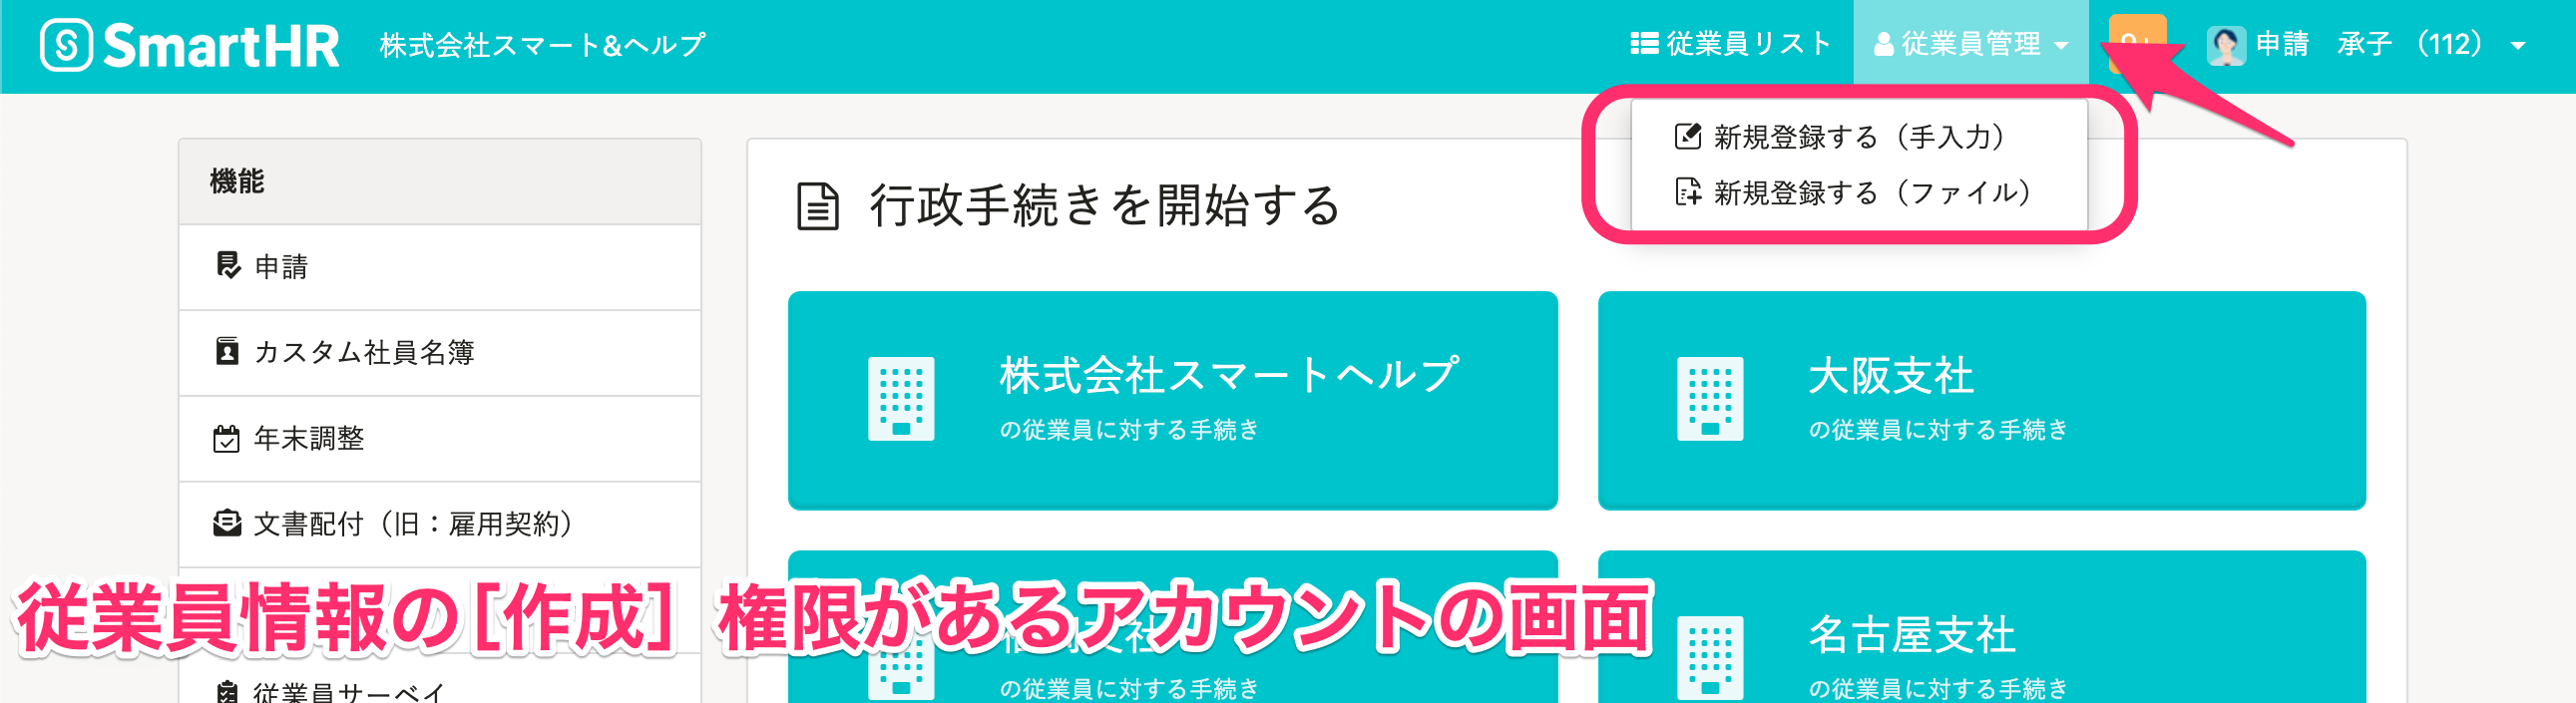 SmartHR 株式会社スマート&ヘルプ 従業員リスト 従業員管理 申請 承子 （112）
新規登録する（手入力）
新規登録する（ファイル）
機能
申請
カスタム社員名簿
年末調整
文書配付（旧：雇用契約）
従業員サーベイ
行政手続きを開始する
株式会社スマートヘルプ
の従業員に対する手続き
大阪支社
の従業員に対する手続き
の従業員に対する手続き
名古屋支社
の従業員に対する手続き
従業員情報の［作成］権限があるアカウントの画面